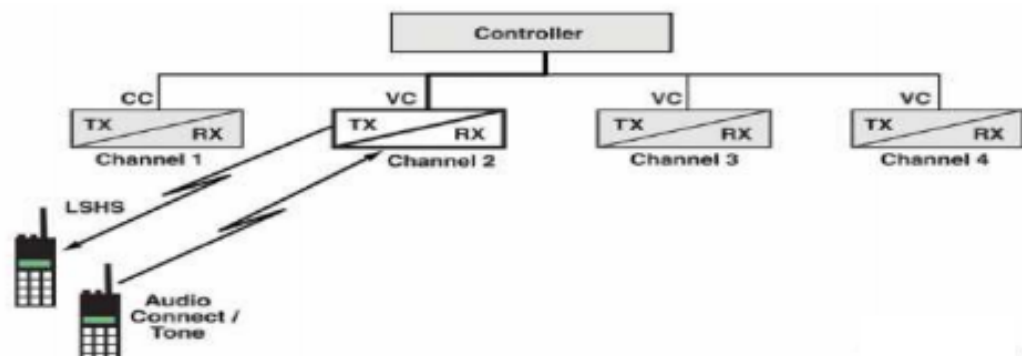 Controller
CC
VC
VC
VC
TX
RX
TX
RX
TX
RX
TX
RX
Channel 1
Channel 2
Channel 3
Channel 4
LSHS
Audio
Connect /
Tone